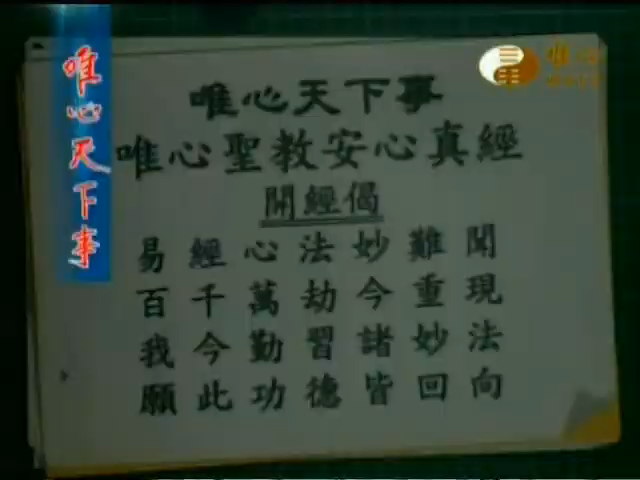 唯心天下事
唯心
唯心天下事
唯心聖教安心真經
開經偈
易經心法妙難聞
百千萬劫今重現
我今勤習諸妙法
願此功德皆回向